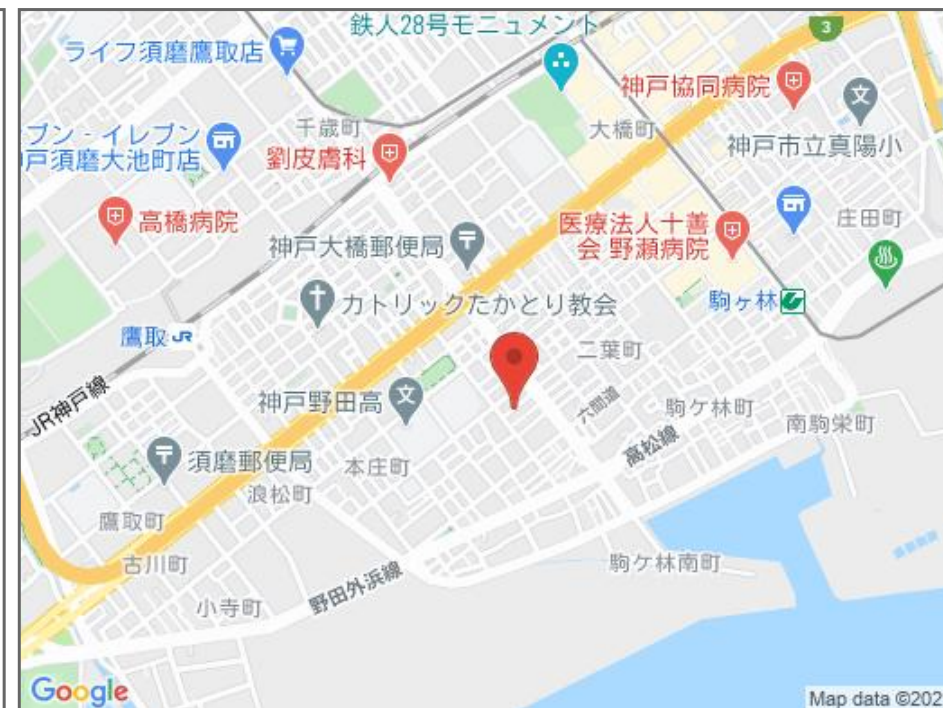 鉄人28号モニュメント
3
ライフ須磨鷹取店
神戸協同病院
ブン‐イレブン
戸須磨大池町店
千歳町
劉皮膚科
大橋町
神戸市立真陽小
高橋病院
神戸大橋郵便局
医療法人十善
会 野瀬病院
庄田町
カトリックたかとり教会
駒ヶ林
鷹取 JR
二葉町
JR神戸線
神戸野田高
六間道
駒ケ林町
南駒栄町
高松線
須磨郵便局
本庄町
浪松町
鷹取町
古川町
駒ケ林南町
野田外浜線
小寺町
Google
Map data ©202